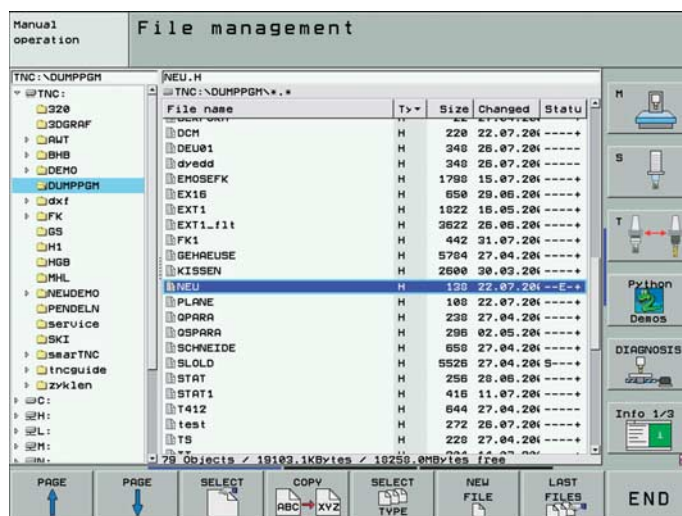 Manual
operation
File management
TNC:\DUMPPGM
NEU.H
TNC:
320
3DGRAF
AWT
BHB
DEMO
DUMPPGM
dxf
FK
GS
H1
HGB
MHL
NEWDEMO
PENDELN
service
SKI
smarTNC
tncguide
zyklen
C:
H:
L:
M:
TNC:\DUMPPGM\*.*
File name Ty Size Changed Statu
DCM H 220 22.07.20 ----+
DEU01 H 348 26.07.20 -----
dyedd H 348 26.07.20 -----
EMOSEFK H 1798 15.07.20 ----+
EX16 H 650 29.06.20 ----+
EXT1 H 1822 16.05.20 ----+
EXT1_flt H 3622 26.06.20 ----+
FK1 H 442 31.07.20 ----+
GEHAEUSE H 5784 27.04.20 ----+
KISSEN H 2600 30.03.20 ----+
NEU H 138 22.07.20 --E-+
PLANE H 108 22.07.20 ----+
QPARA H 238 27.04.20 ----+
QSPARA H 296 02.05.20 ----+
SCHNEIDE H 658 27.04.20 ----+
SLOLD H 5526 27.04.20 S---+
STAT H 256 28.06.20 ----+
STAT1 H 416 11.07.20 ----+
T412 H 644 27.04.20 -----
test H 272 26.07.20 ----+
TS H 228 27.04.20 ----+
79 Objects / 19103.1KBytes / 18258.0MBytes free
M
S
T
Python
Demos
DIAGNOSIS
Info 1/3
PAGE
PAGE
SELECT
COPY
ABC
XYZ
SELECT
TYPE
NEW
FILE
LAST
FILES
END